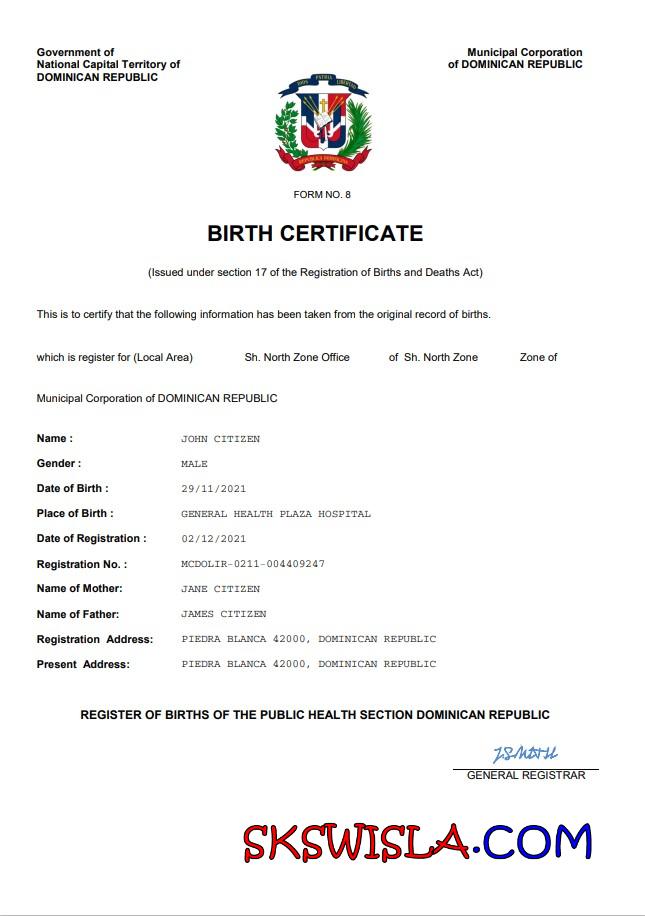 Government of
National Capital Territory of
DOMINICAN REPUBLIC
Municipal Corporation
of DOMINICAN REPUBLIC
DIOS PATRIA LIBERTAD
REPUBLICA DOMINICANA
FORM NO. 8
BIRTH CERTIFICATE
(Issued under section 17 of the Registration of Births and Deaths Act)
This is to certify that the following information has been taken from the original record of births.
which is register for (Local Area) Sh. North Zone Office of Sh. North Zone Zone of
Municipal Corporation of DOMINICAN REPUBLIC
Name : JOHN CITIZEN
Gender : MALE
Date of Birth : 29/11/2021
Place of Birth : GENERAL HEALTH PLAZA HOSPITAL
Date of Registration : 02/12/2021
Registration No. : MCDOLIR-0211-004409247
Name of Mother: JANE CITIZEN
Name of Father: JAMES CITIZEN
Registration Address: PIEDRA BLANCA 42000, DOMINICAN REPUBLIC
Present Address: PIEDRA BLANCA 42000, DOMINICAN REPUBLIC
REGISTER OF BIRTHS OF THE PUBLIC HEALTH SECTION DOMINICAN REPUBLIC
JSMITH
GENERAL REGISTRAR
SKSWISLA.COM